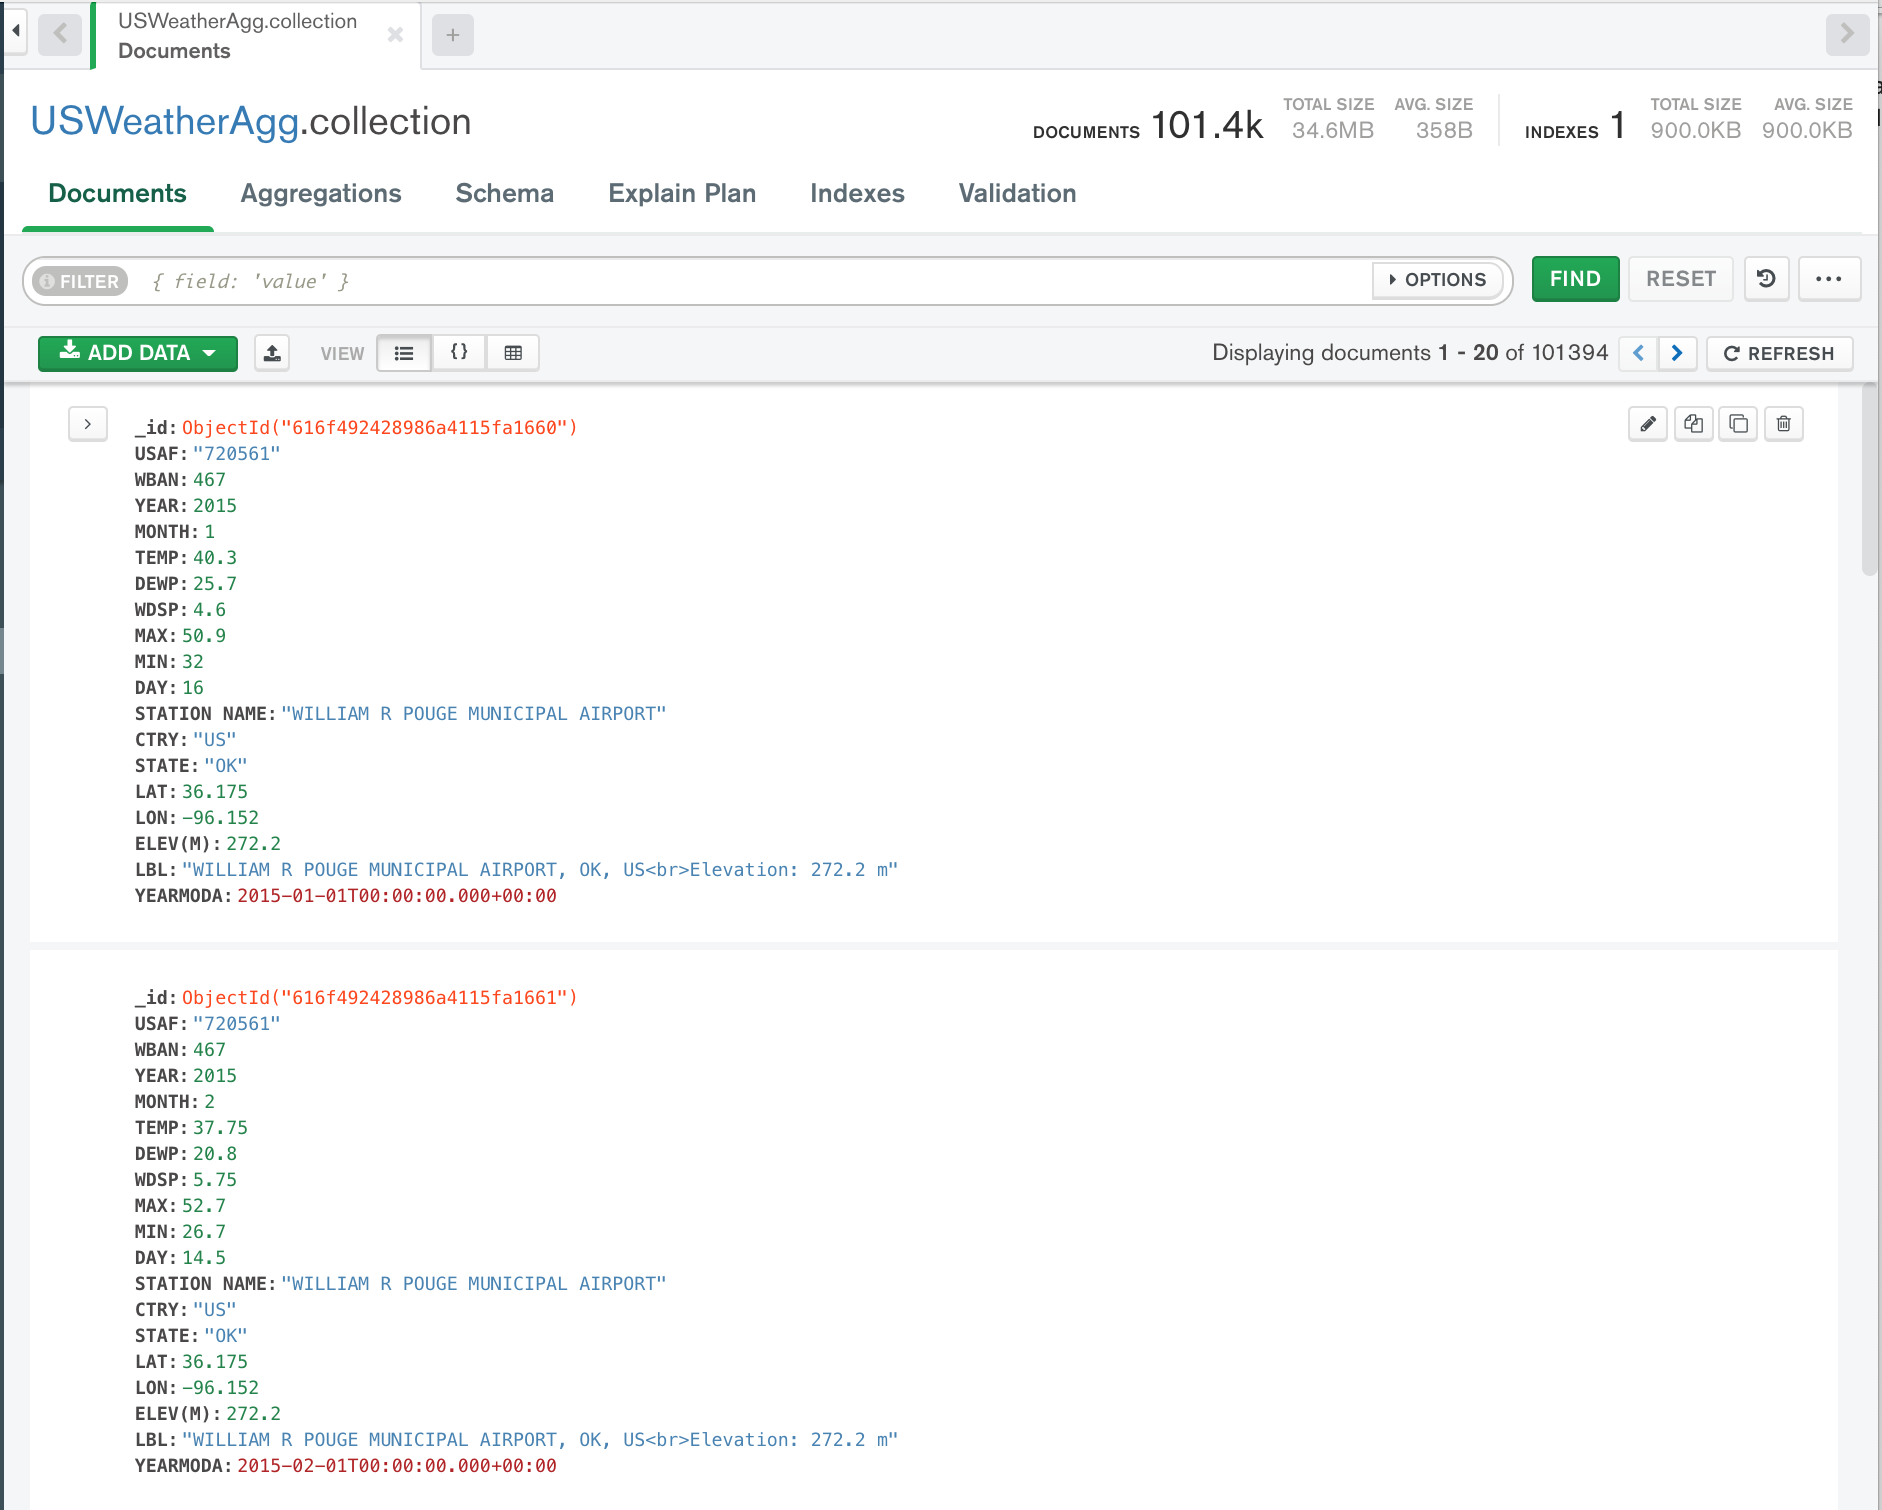 USWeatherAgg.collection
Documents
USWeatherAgg.collection
DOCUMENTS 101.4k TOTAL SIZE 34.6MB AVG. SIZE 358B INDEXES 1 TOTAL SIZE 900.0KB AVG. SIZE 900.0KB
Documents Aggregations Schema Explain Plan Indexes Validation
FILTER { field: 'value' } OPTIONS FIND RESET ...
ADD DATA VIEW {} Displaying documents 1 - 20 of 101394 REFRESH
_id: ObjectId("616f492428986a4115fa1660")
USAF: "720561"
WBAN: 467
YEAR: 2015
MONTH: 1
TEMP: 40.3
DEWP: 25.7
WDSP: 4.6
MAX: 50.9
MIN: 32
DAY: 16
STATION NAME: "WILLIAM R POUGE MUNICIPAL AIRPORT"
CTRY: "US"
STATE: "OK"
LAT: 36.175
LON: -96.152
ELEV(M): 272.2
LBL: "WILLIAM R POUGE MUNICIPAL AIRPORT, OK, US<br>Elevation: 272.2 m"
YEARMODA: 2015-01-01T00:00:00.000+00:00
_id: ObjectId("616f492428986a4115fa1661")
USAF: "720561"
WBAN: 467
YEAR: 2015
MONTH: 2
TEMP: 37.75
DEWP: 20.8
WDSP: 5.75
MAX: 52.7
MIN: 26.7
DAY: 14.5
STATION NAME: "WILLIAM R POUGE MUNICIPAL AIRPORT"
CTRY: "US"
STATE: "OK"
LAT: 36.175
LON: -96.152
ELEV(M): 272.2
LBL: "WILLIAM R POUGE MUNICIPAL AIRPORT, OK, US<br>Elevation: 272.2 m"
YEARMODA: 2015-02-01T00:00:00.000+00:00